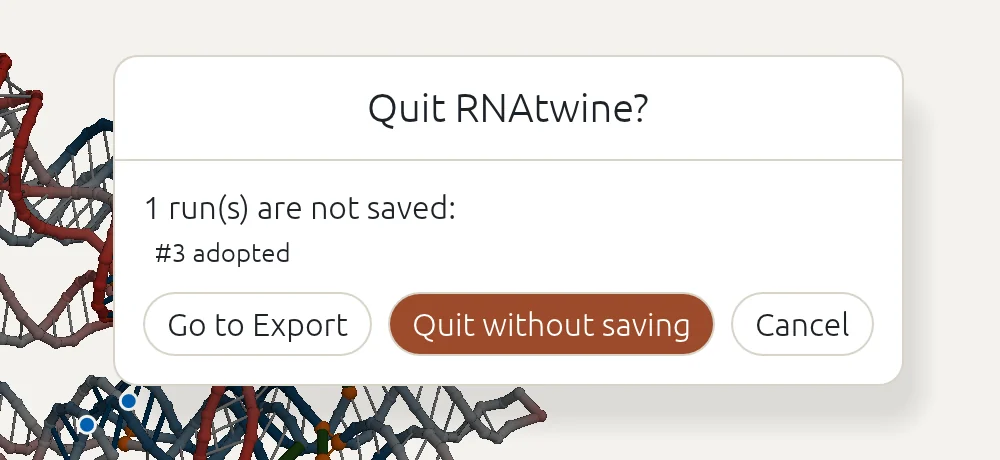 Quit RNAtwine?
1 run(s) are not saved:
#3 adopted
Go to Export Quit without saving Cancel